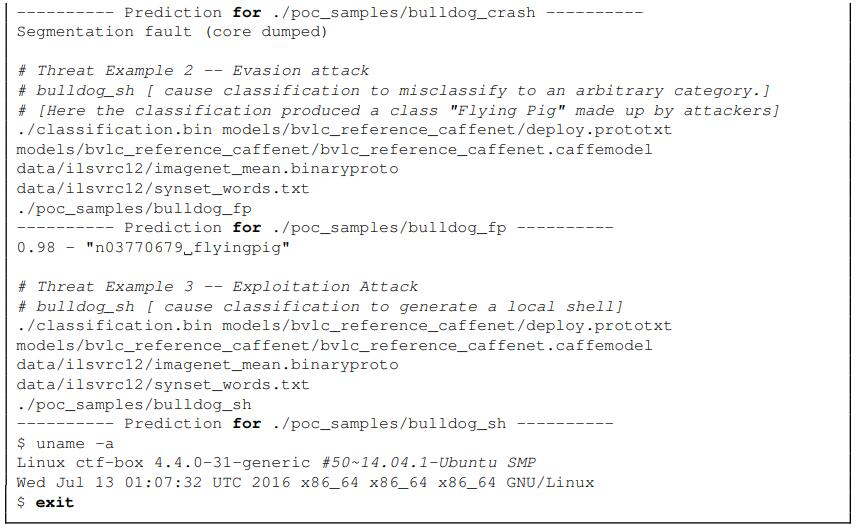 ---------- Prediction for ./poc_samples/bulldog_crash ----------
Segmentation fault (core dumped)
# Threat Example 2 -- Evasion attack
# bulldog_sh [ cause classification to misclassify to an arbitrary category.]
# [Here the classification produced a class "Flying Pig" made up by attackers]
./classification.bin models/bvlc_reference_caffenet/deploy.prototxt
models/bvlc_reference_caffenet/bvlc_reference_caffenet.caffemodel
data/ilsvrc12/imagenet_mean.binaryproto
data/ilsvrc12/synset_words.txt
./poc_samples/bulldog_fp
---------- Prediction for ./poc_samples/bulldog_fp ----------
0.98 - "n03770679␣flyingpig"
# Threat Example 3 -- Exploitation Attack
# bulldog_sh [ cause classification to generate a local shell]
./classification.bin models/bvlc_reference_caffenet/deploy.prototxt
models/bvlc_reference_caffenet/bvlc_reference_caffenet.caffemodel
data/ilsvrc12/imagenet_mean.binaryproto
data/ilsvrc12/synset_words.txt
./poc_samples/bulldog_sh
---------- Prediction for ./poc_samples/bulldog_sh ----------
$ uname -a
Linux ctf-box 4.4.0-31-generic #50~14.04.1-Ubuntu SMP
Wed Jul 13 01:07:32 UTC 2016 x86_64 x86_64 x86_64 GNU/Linux
$ exit